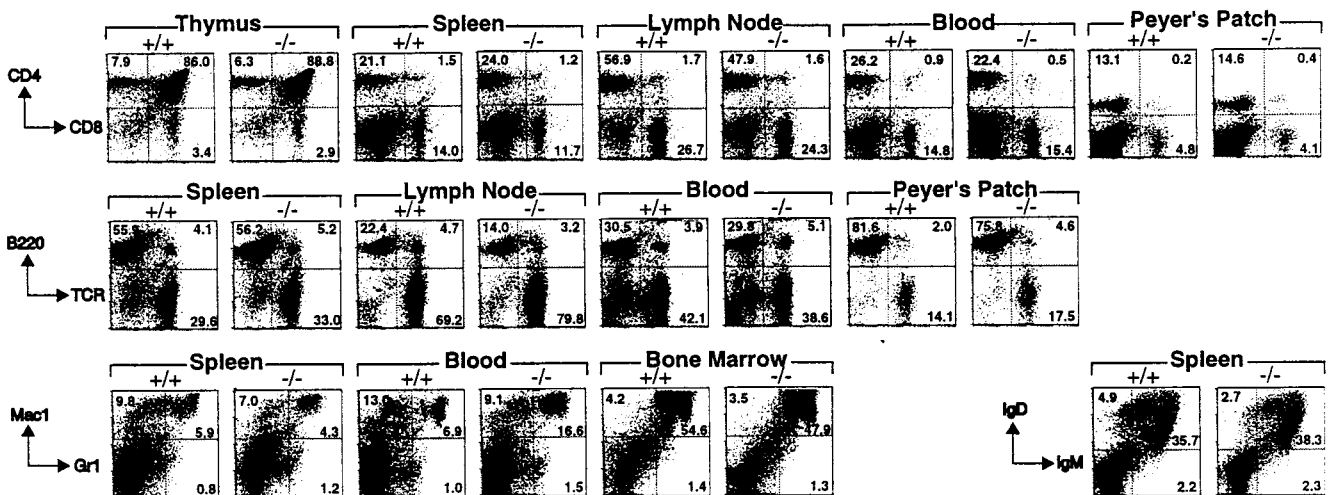 Thymus Spleen Lymph Node Blood Peyer's Patch
+/+ -/- +/+ -/- +/+ -/- +/+ -/- +/+ -/-
7.9 86.0 6.3 88.8 21.1 1.5 24.0 1.2 56.9 1.7 47.9 1.6 26.2 0.9 22.4 0.5 13.1 0.2 14.6 0.4
CD4
CD8
3.4 2.9 14.0 11.7 26.7 24.3 14.8 15.4 4.8 4.1
Spleen Lymph Node Blood Peyer's Patch
+/+ -/- +/+ -/- +/+ -/- +/+ -/-
4.1 56.2 5.2 22.4 4.7 14.0 3.2 30.5 3.9 29.8 5.1 81.6 2.0 75.8 4.6
B220
TCR
29.6 33.0 69.2 79.8 42.1 38.6 14.1 17.5
Spleen Blood Bone Marrow Spleen
+/+ -/- +/+ -/- +/+ -/- +/+ -/-
9.8 7.0 9.1 4.2 3.5 4.9 2.7
Mac1 IgD
5.9 4.3 6.9 16.6 54.6 47.9 35.7 38.3
Gr1 IgM
0.8 1.2 1.0 1.5 1.4 1.3 2.2 2.3